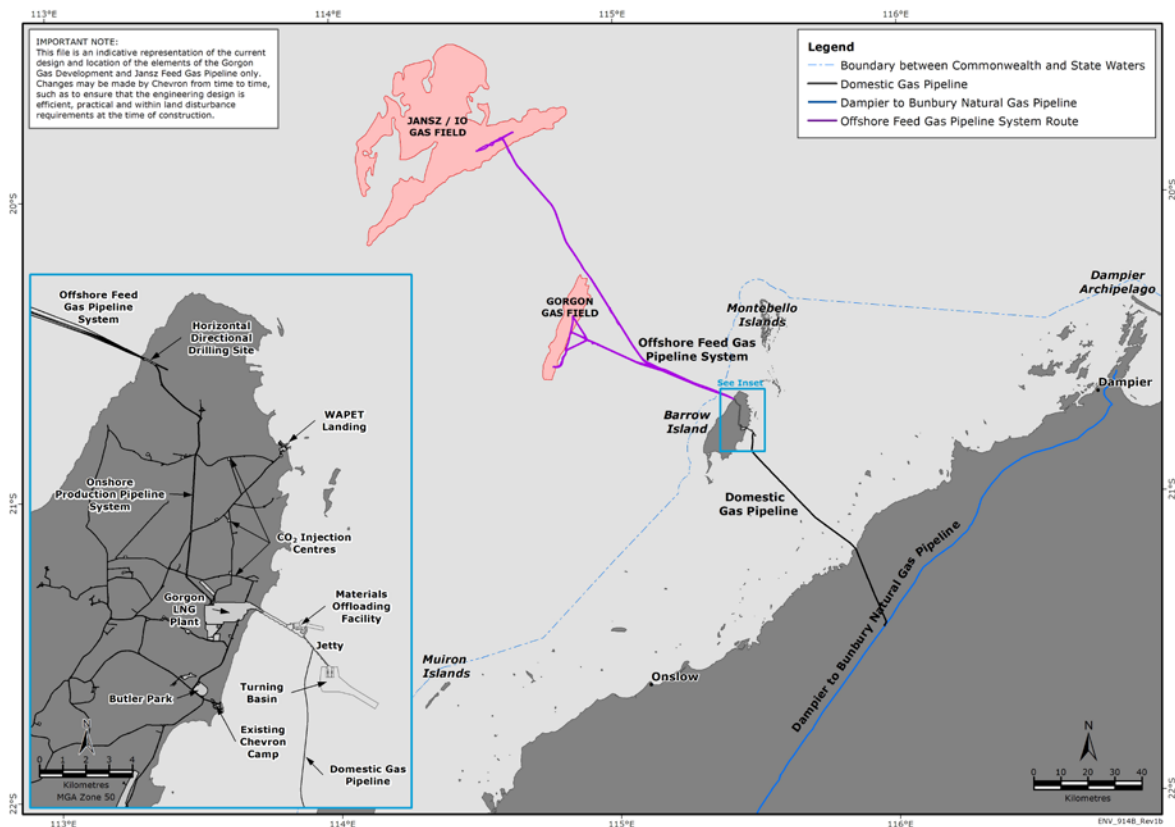 113°E
114°E
115°E
116°E
IMPORTANT NOTE:
This file is an indicative representation of the current
design and location of the elements of the Gorgon
Gas Development and Jansz Feed Gas Pipeline only.
Changes may be made by Chevron from time to time,
such as to ensure that the engineering design is
efficient, practical and within land disturbance
requirements at the time of construction.
Legend
Boundary between Commonwealth and State Waters
Domestic Gas Pipeline
Dampier to Bunbury Natural Gas Pipeline
Offshore Feed Gas Pipeline System Route
JANSZ / IO
GAS FIELD
20°S
20°S
GORGON
GAS FIELD
Offshore Feed Gas
Pipeline System
Montebello
Islands
Dampier
Archipelago
See Inset
Dampier
Barrow
Island
Domestic
Gas Pipeline
Dampier to Bunbury Natural Gas Pipeline
21°S
21°S
Muiron
Islands
Onslow
Offshore Feed
Gas Pipeline
System
Horizontal
Directional
Drilling Site
WAPET
Landing
Onshore
Production Pipeline
System
CO₂ Injection
Centres
Gorgon
LNG
Plant
Materials
Offloading
Facility
Jetty
Turning
Basin
Butler Park
Existing
Chevron
Camp
Domestic Gas
Pipeline
N
0 1 2 3 4
Kilometres
MGA Zone 50
N
0 10 20 30 40
Kilometres
22°S
22°S
113°E
114°E
115°E
116°E
ENV_914B_Rev1b